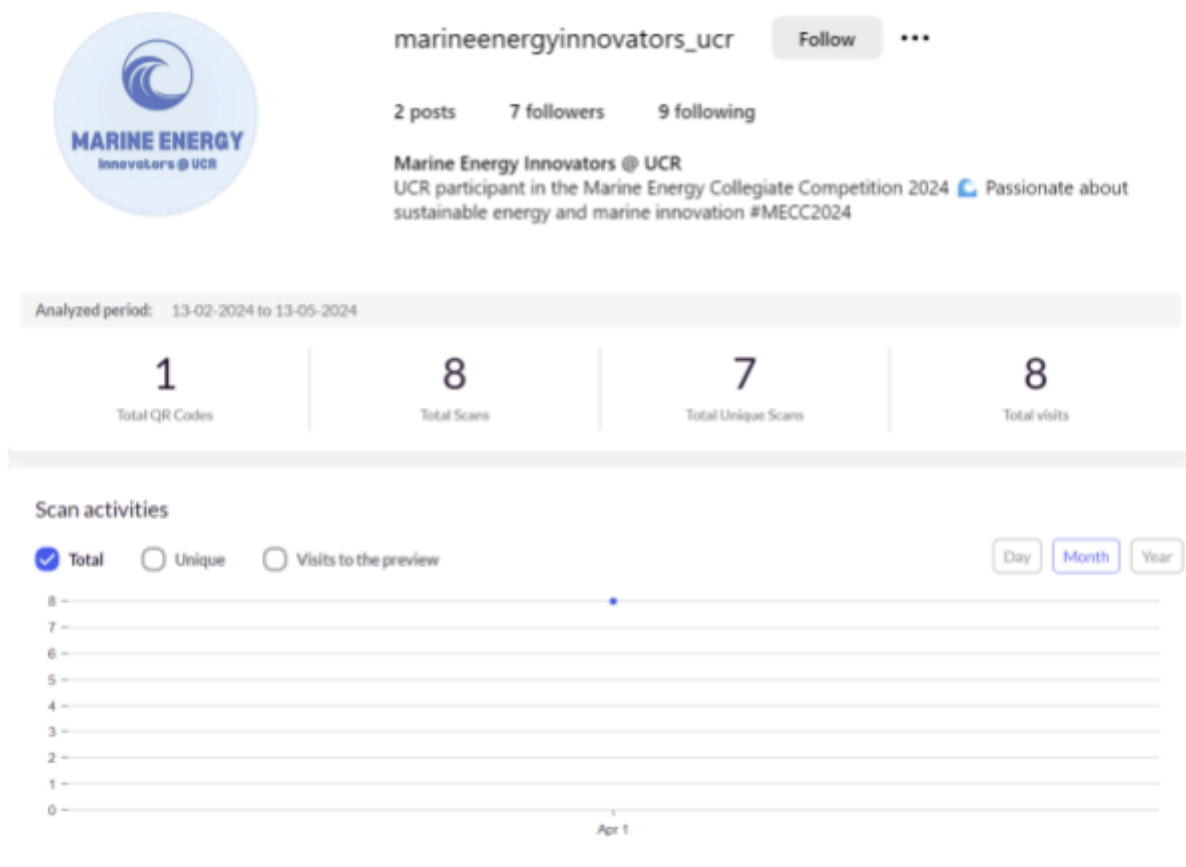 MARINE ENERGY
Innovators @ UCR
marineenergyinnovators_ucr Follow •••
2 posts 7 followers 9 following
Marine Energy Innovators @ UCR
UCR participant in the Marine Energy Collegiate Competition 2024 🌊 Passionate about
sustainable energy and marine innovation #MECC2024
Analyzed period: 13-02-2024 to 13-05-2024
1 8 7 8
Total QR Codes Total Scans Total Unique Scans Total visits
Scan activities
Total Unique Visits to the preview Day Month Year
8
7
6
5
4
3
2
1
0
Apr 1